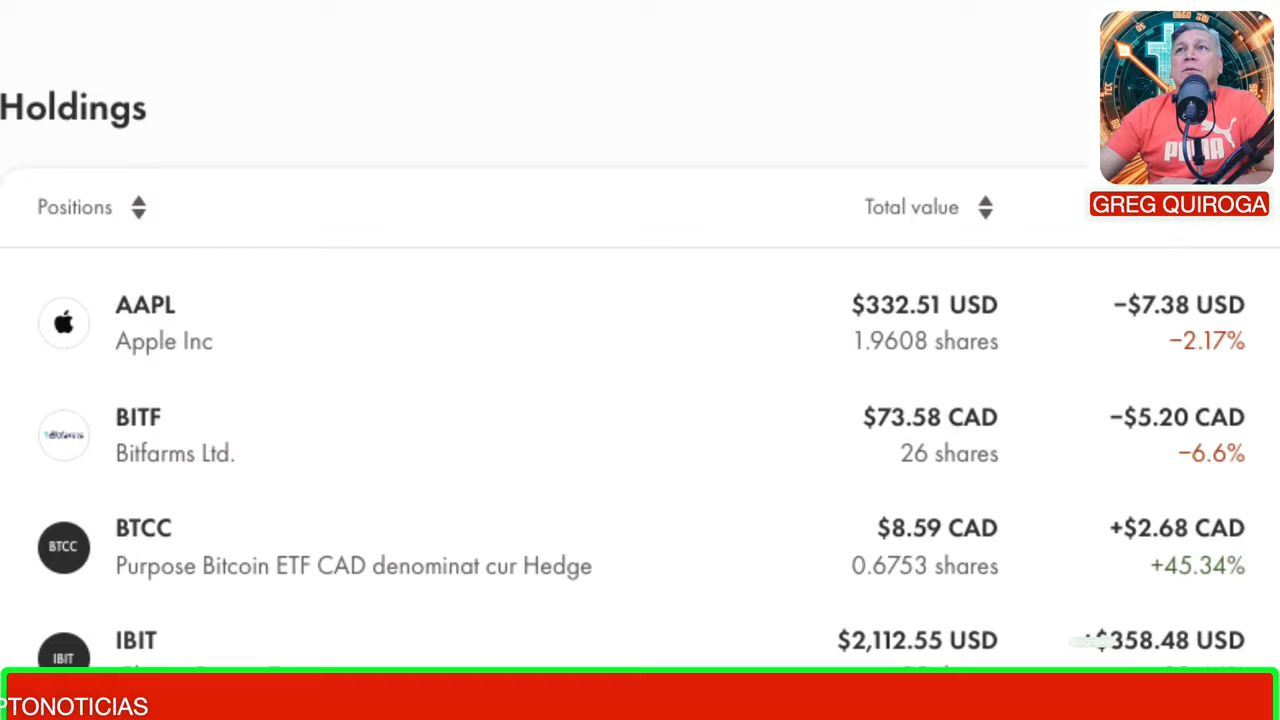 Holdings
GREG QUIROGA
PUMA
Positions
Total value
AAPL
$332.51 USD
−$7.38 USD
Apple Inc
1.9608 shares
−2.17%
BITF
$73.58 CAD
−$5.20 CAD
Bitfarms
Bitfarms Ltd.
26 shares
−6.6%
BTCC
$8.59 CAD
+$2.68 CAD
BTCC
Purpose Bitcoin ETF CAD denominat cur Hedge
0.6753 shares
+45.34%
IBIT
$2,112.55 USD
$358.48 USD
IBIT
PTONOTICIAS